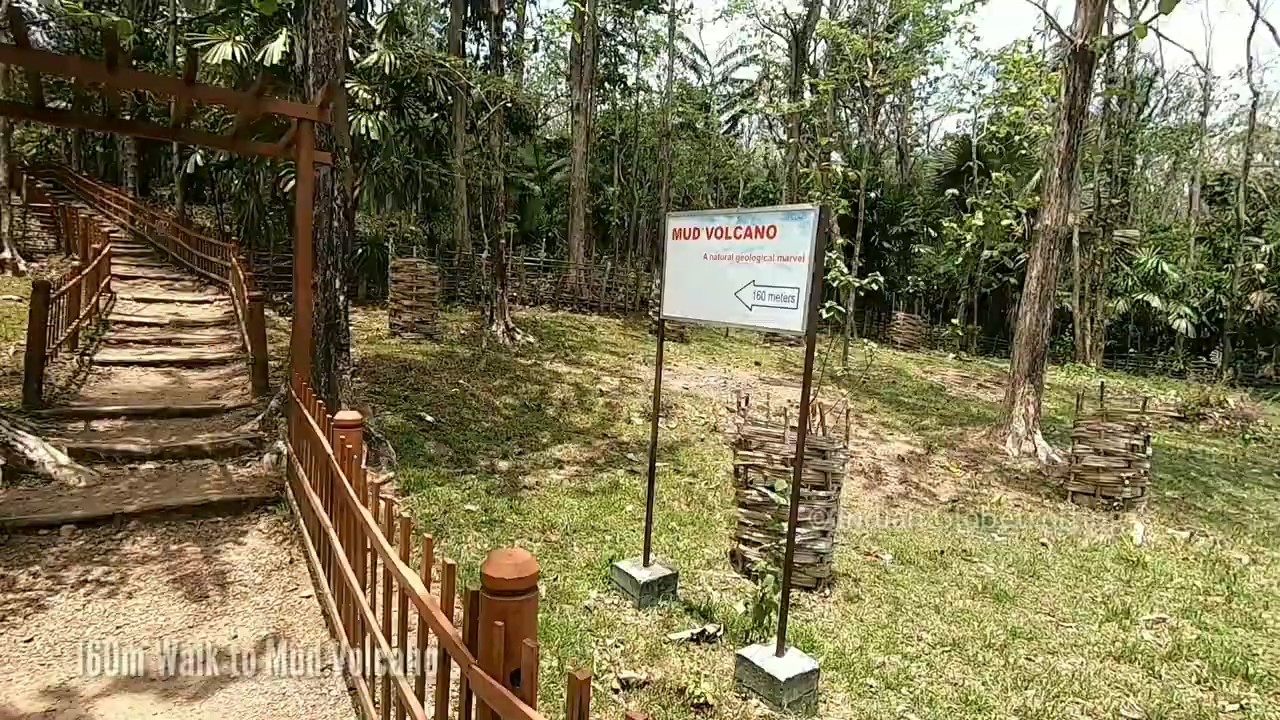 MUD VOLCANO
A natural geological marvel
160 meters
160m Walk to Mud Volcano